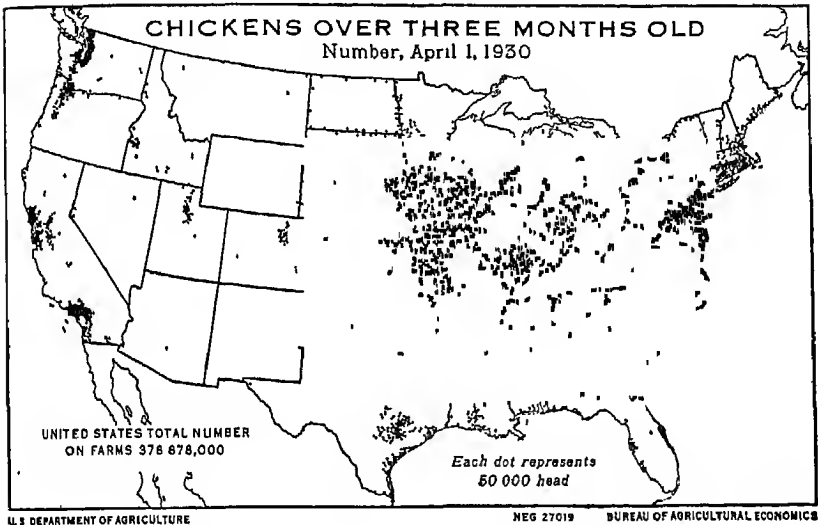 CHICKENS OVER THREE MONTHS OLD
Number, April 1, 1930
UNITED STATES TOTAL NUMBER
ON FARMS 378 878,000
Each dot represents
50 000 head
U.S DEPARTMENT OF AGRICULTURE
NEG 27019
BUREAU OF AGRICULTURAL ECONOMICS